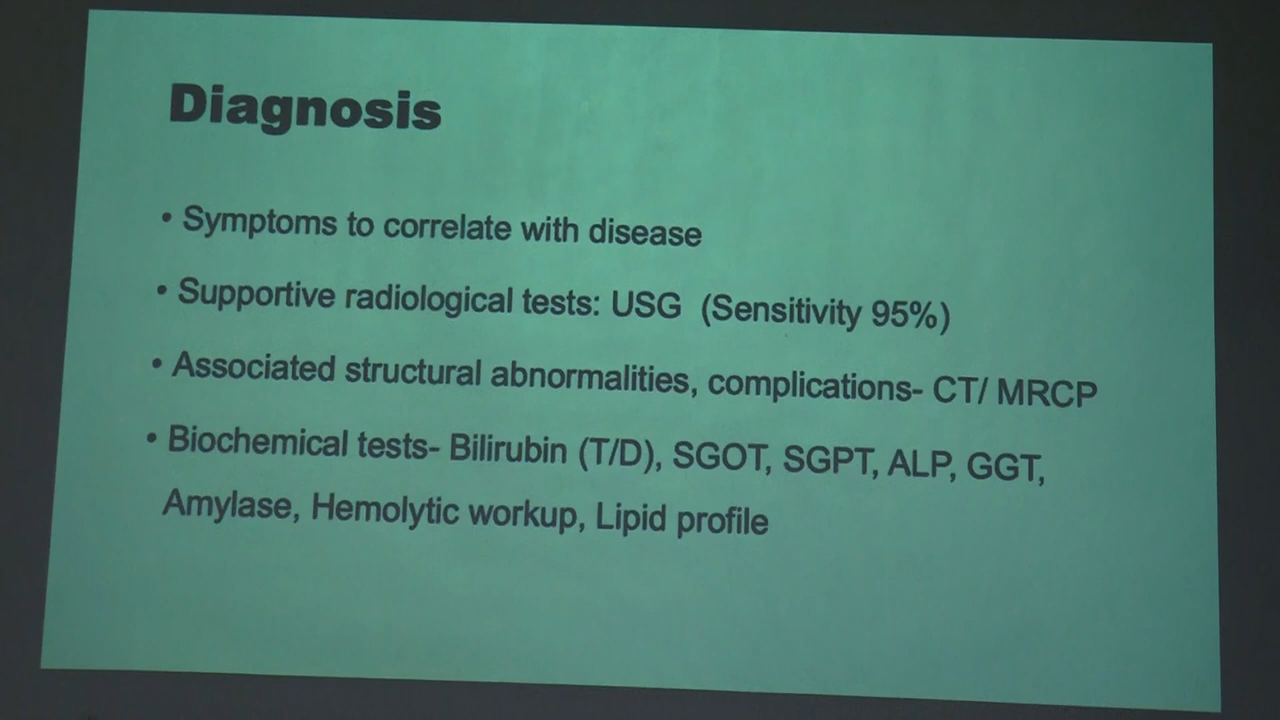 Diagnosis
• Symptoms to correlate with disease
• Supportive radiological tests: USG (Sensitivity 95%)
• Associated structural abnormalities, complications- CT/ MRCP
• Biochemical tests- Bilirubin (T/D), SGOT, SGPT, ALP, GGT,
Amylase, Hemolytic workup, Lipid profile